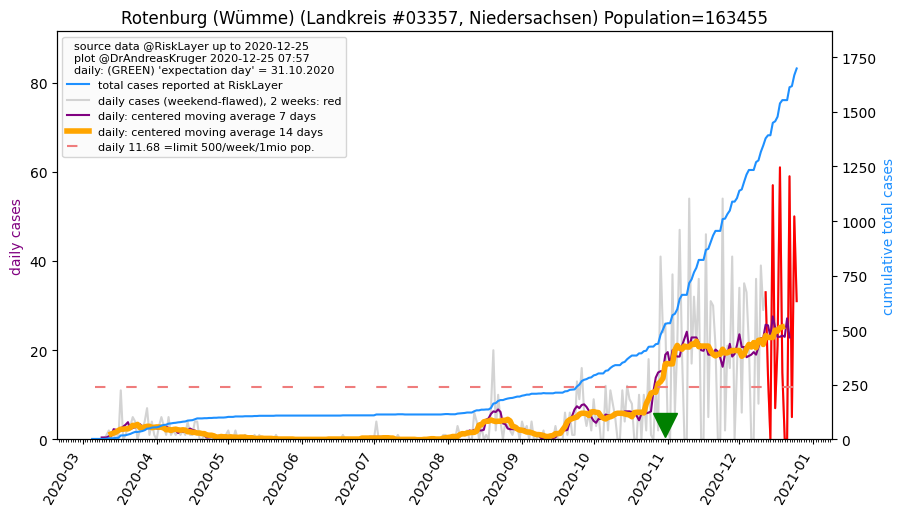 Rotenburg (Wümme) (Landkreis #03357, Niedersachsen) Population=163455
source data @RiskLayer up to 2020-12-25
plot @DrAndreasKruger 2020-12-25 07:57
daily: (GREEN) 'expectation day' = 31.10.2020
total cases reported at RiskLayer
daily cases (weekend-flawed), 2 weeks: red
daily: centered moving average 7 days
daily: centered moving average 14 days
daily 11.68 =limit 500/week/1mio pop.
daily cases
80
60
40
20
0
cumulative total cases
1750
1500
1250
1000
750
500
250
0
2020-03
2020-04
2020-05
2020-06
2020-07
2020-08
2020-09
2020-10
2020-11
2020-12
2021-01